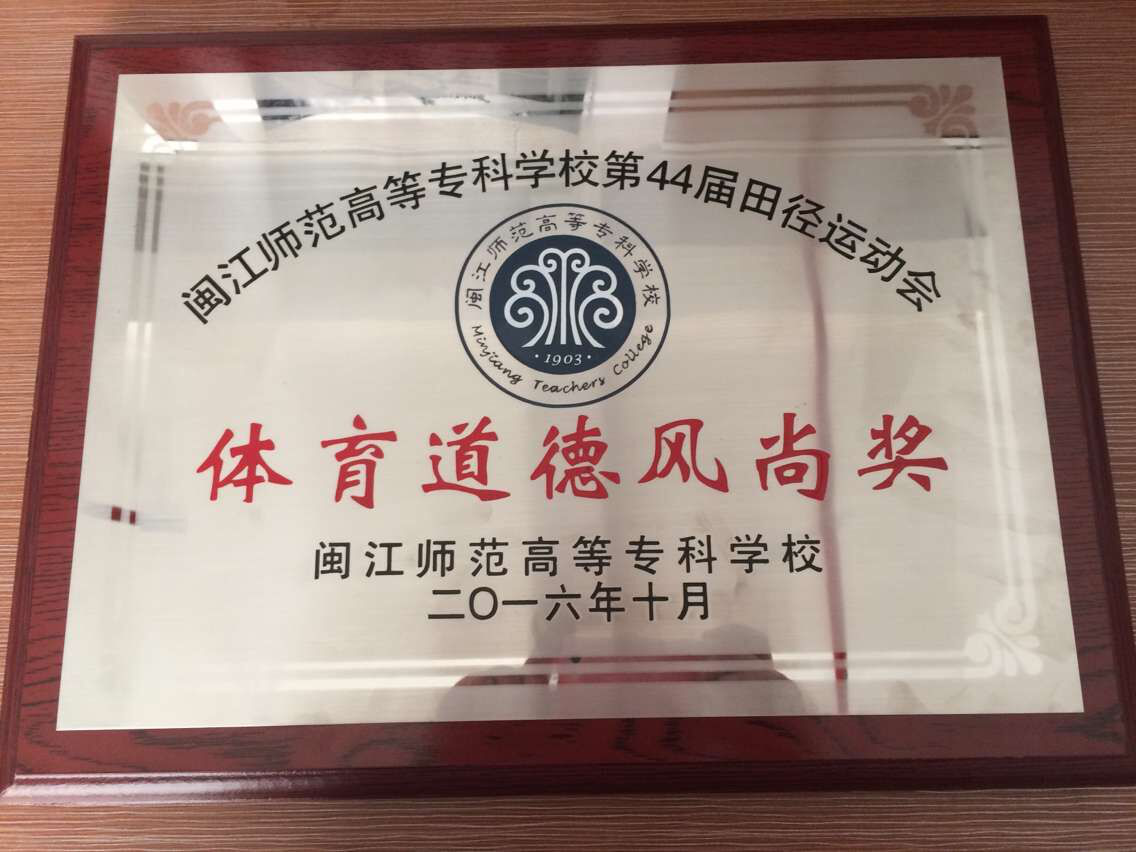 闽江师范高等专科学校第44届田径运动会
闽江师范高等专科学校
·1903·
Minjiang Teachers College
体育道德风尚奖
闽江师范高等专科学校
二〇一六年十月